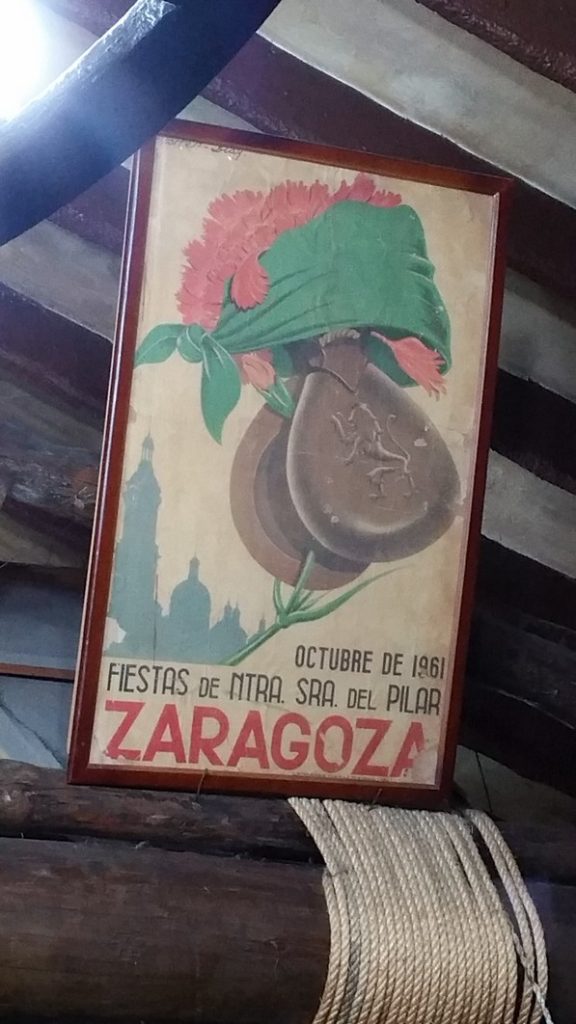 OCTUBRE DE 1961
FIESTAS DE NTRA. SRA. DEL PILAR
ZARAGOZA